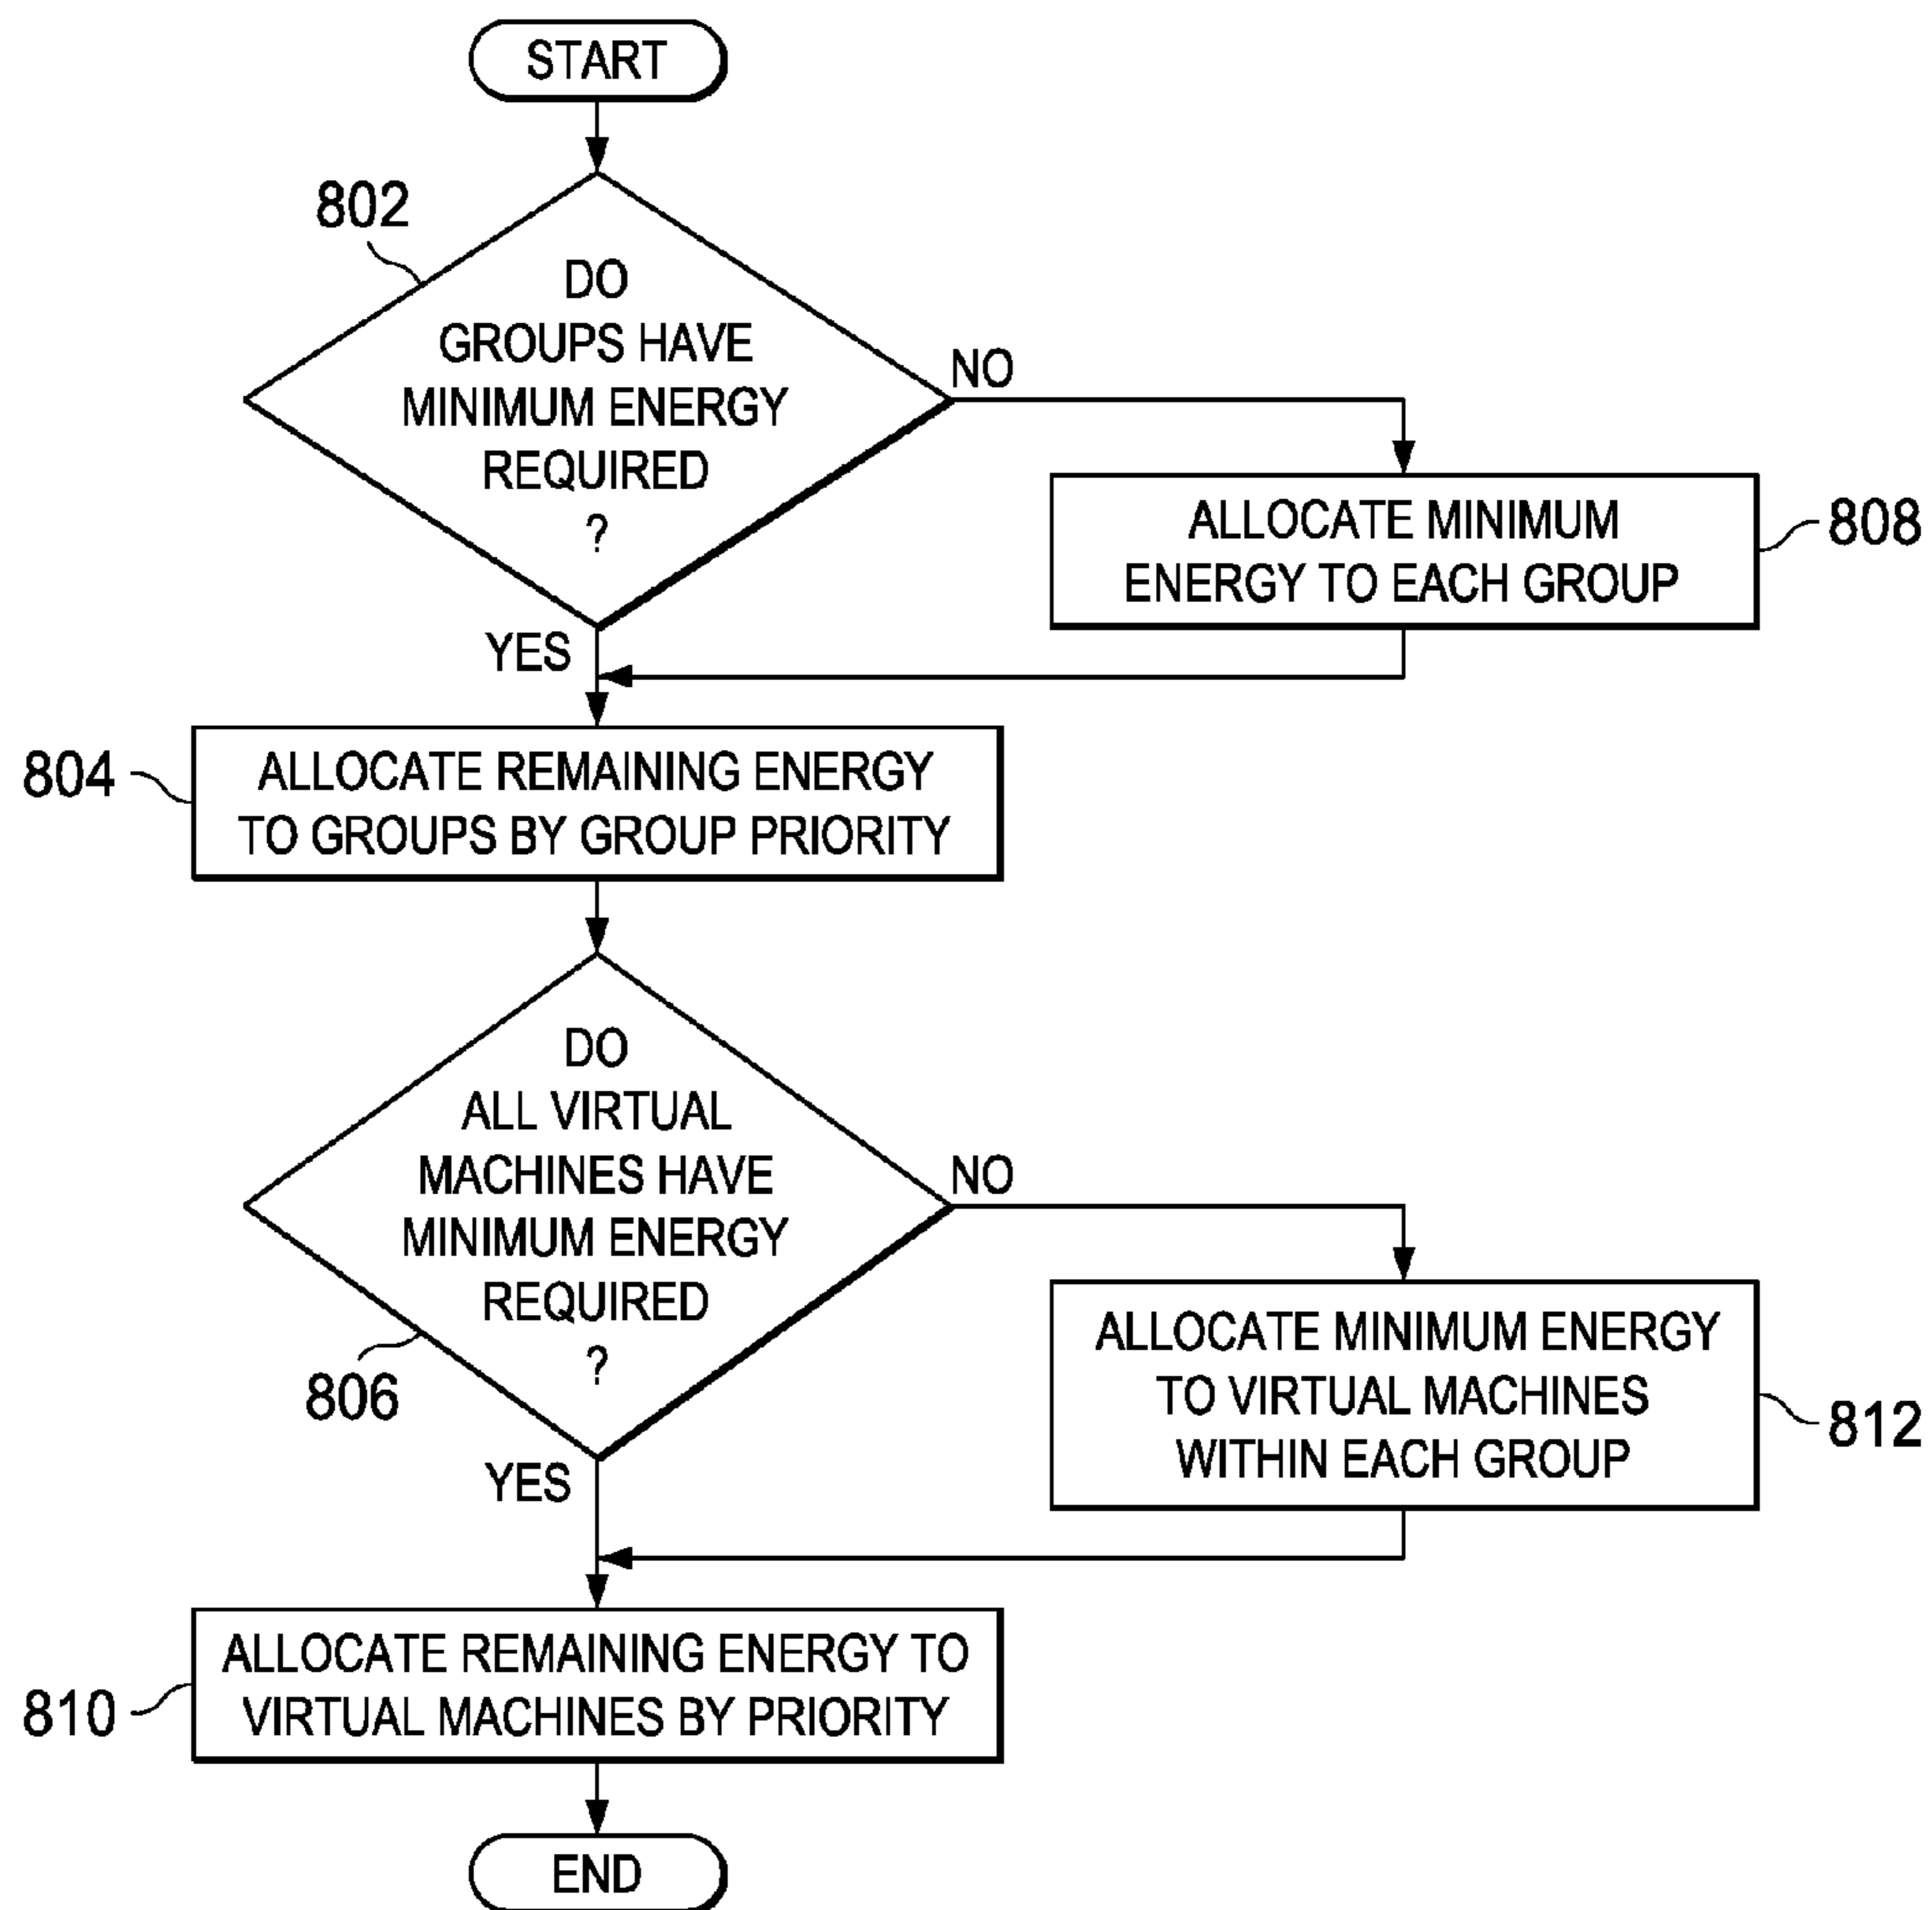 START
802
DO
GROUPS HAVE
MINIMUM ENERGY
REQUIRED
?
NO
ALLOCATE MINIMUM
ENERGY TO EACH GROUP
808
YES
804
ALLOCATE REMAINING ENERGY
TO GROUPS BY GROUP PRIORITY
DO
ALL VIRTUAL
MACHINES HAVE
MINIMUM ENERGY
REQUIRED
?
806
NO
ALLOCATE MINIMUM ENERGY
TO VIRTUAL MACHINES
WITHIN EACH GROUP
812
YES
810
ALLOCATE REMAINING ENERGY TO
VIRTUAL MACHINES BY PRIORITY
END